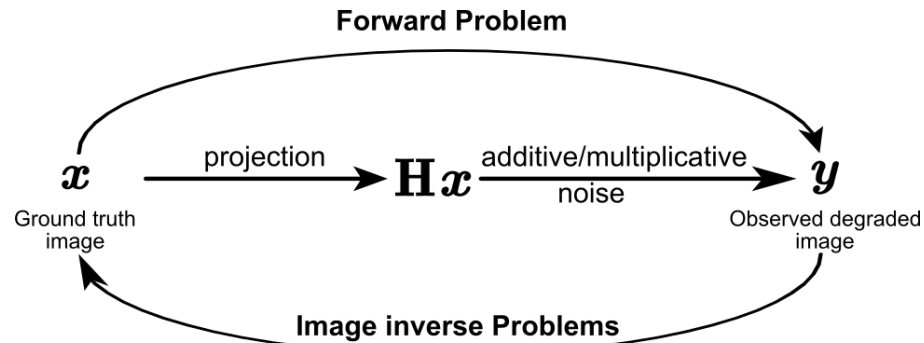 Forward Problem
x
projection
Hx
additive/multiplicative
noise
y
Ground truth
image
Observed degraded
image
Image inverse Problems